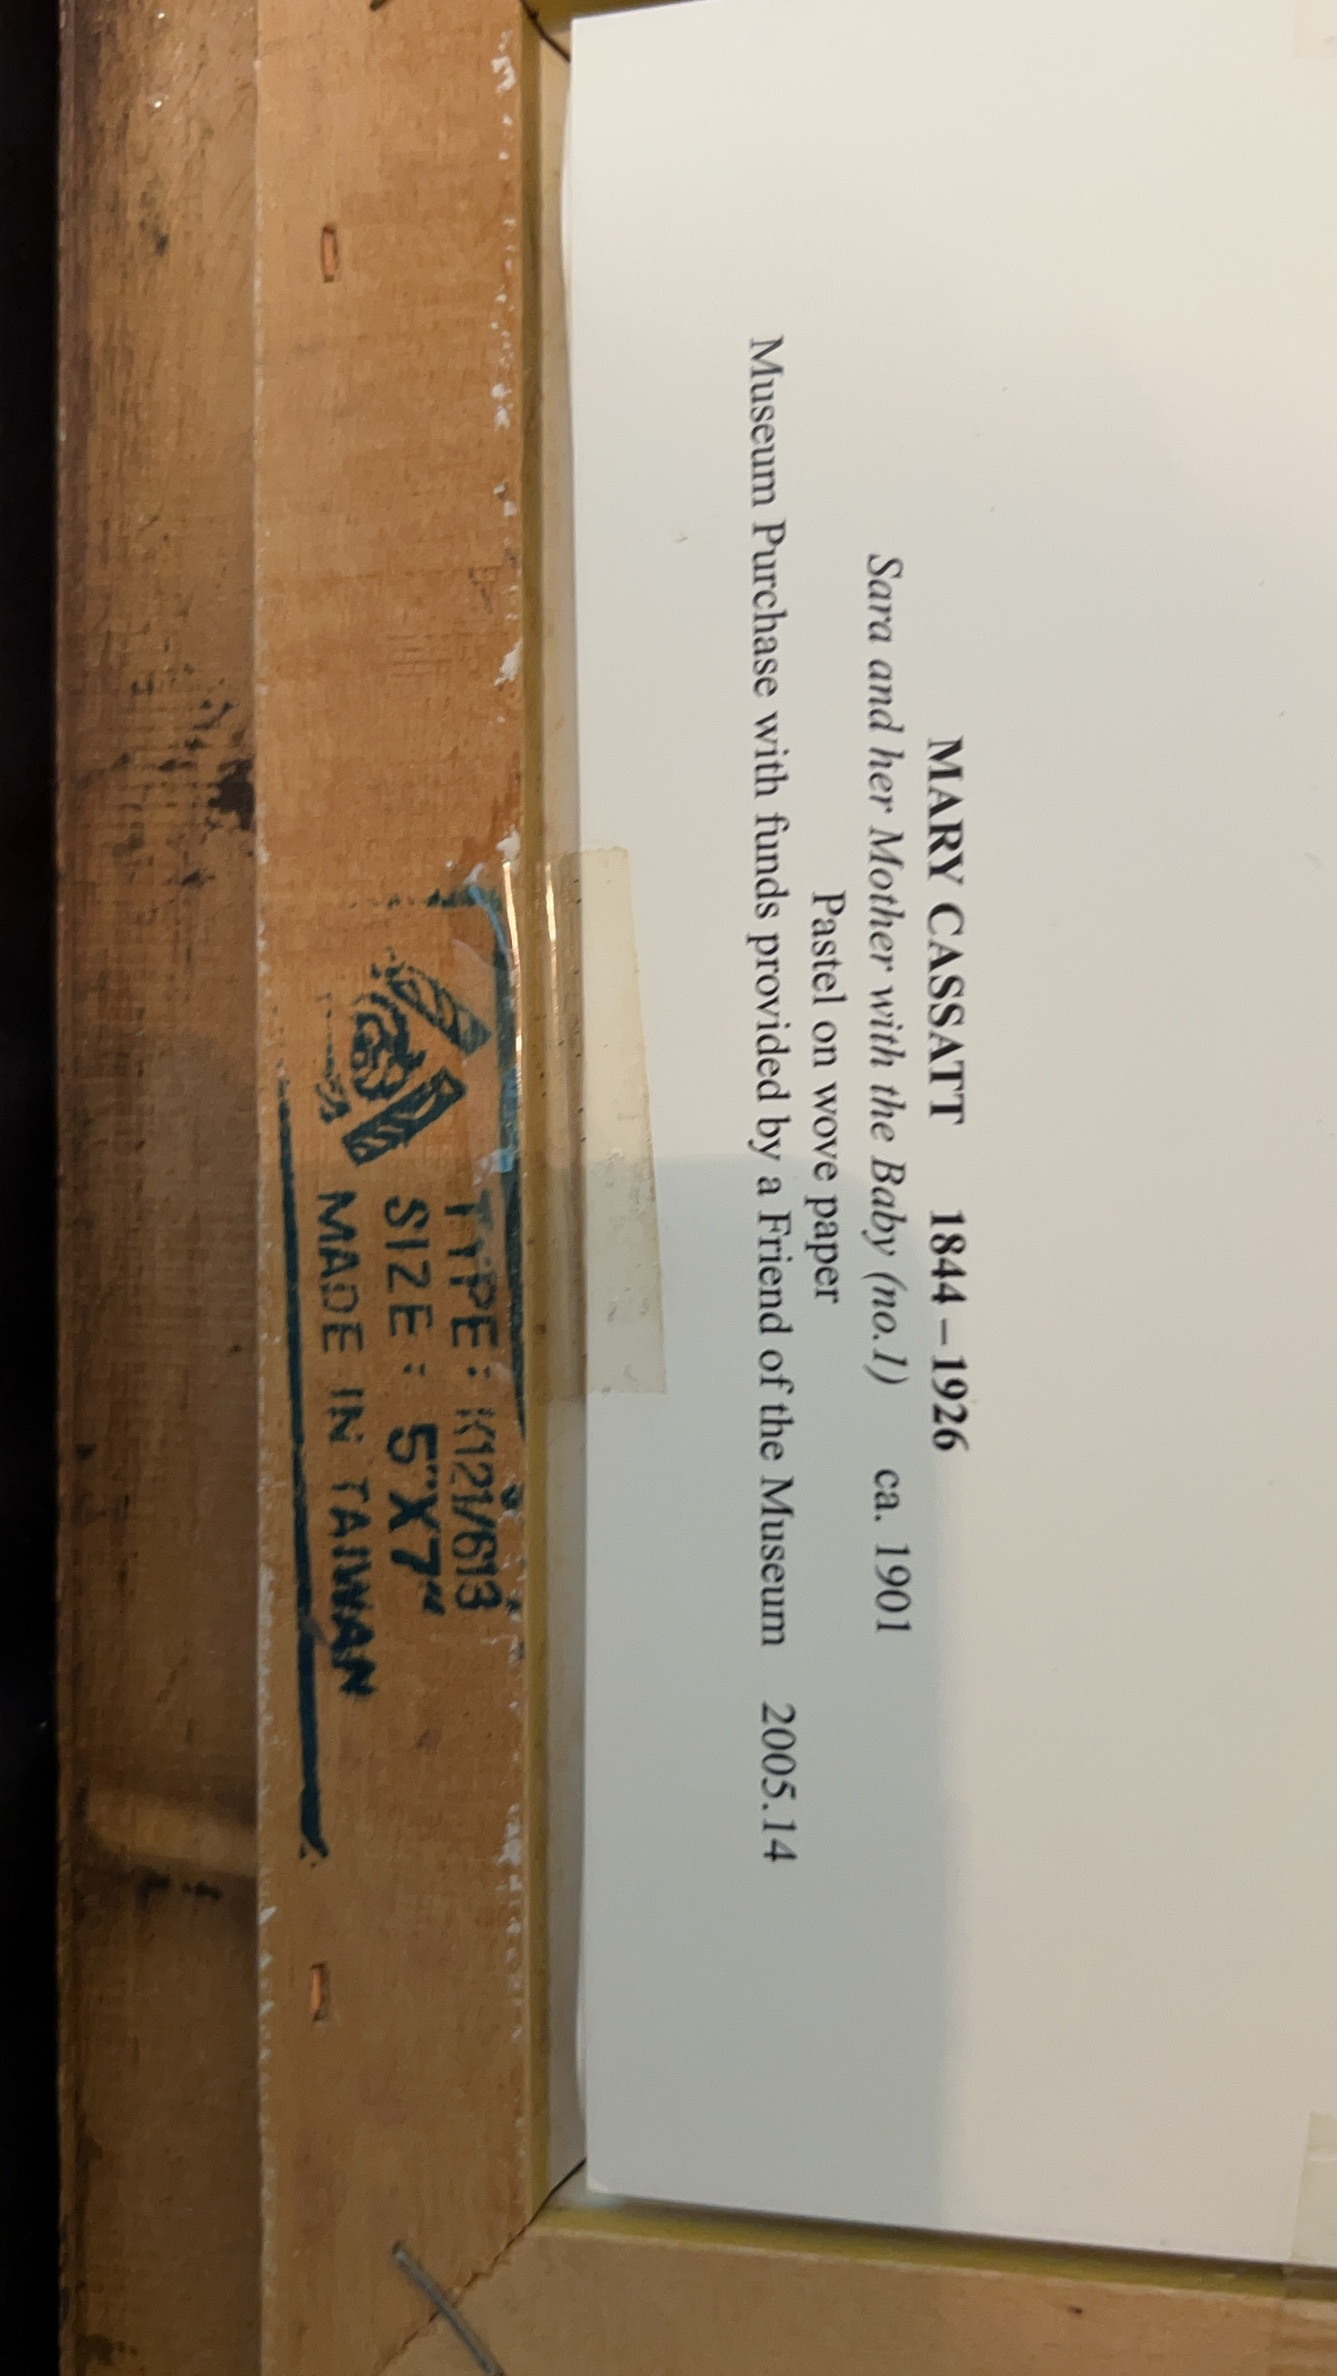 MARY CASSATT 1844–1926
Sara and her Mother with the Baby (no.1) ca. 1901
Pastel on wove paper
Museum Purchase with funds provided by a Friend of the Museum 2005.14
TYPE: K121/613
SIZE: 5"X7"
MADE IN TAIWAN